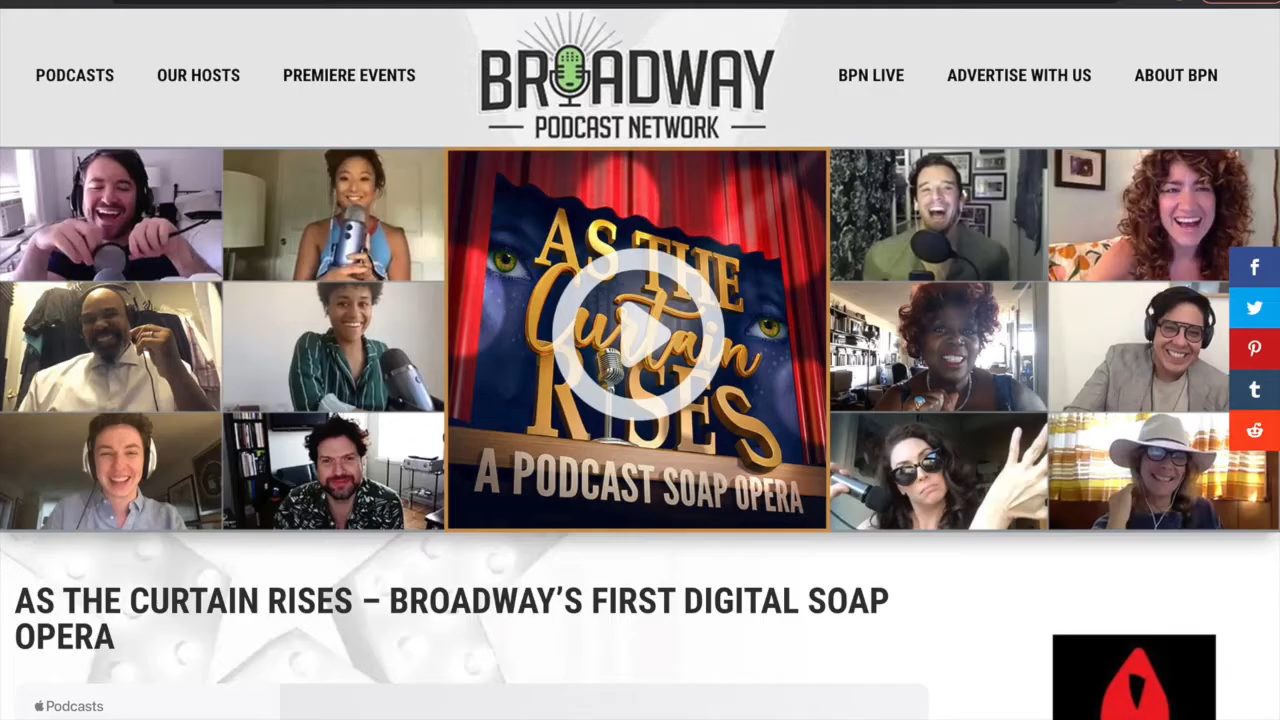 PODCASTS
OUR HOSTS
PREMIERE EVENTS
BROADWAY
PODCAST NETWORK
BPN LIVE
ADVERTISE WITH US
ABOUT BPN
AS THE
Curtain
RISES
A PODCAST SOAP OPERA
AS THE CURTAIN RISES – BROADWAY’S FIRST DIGITAL SOAP
OPERA
Podcasts